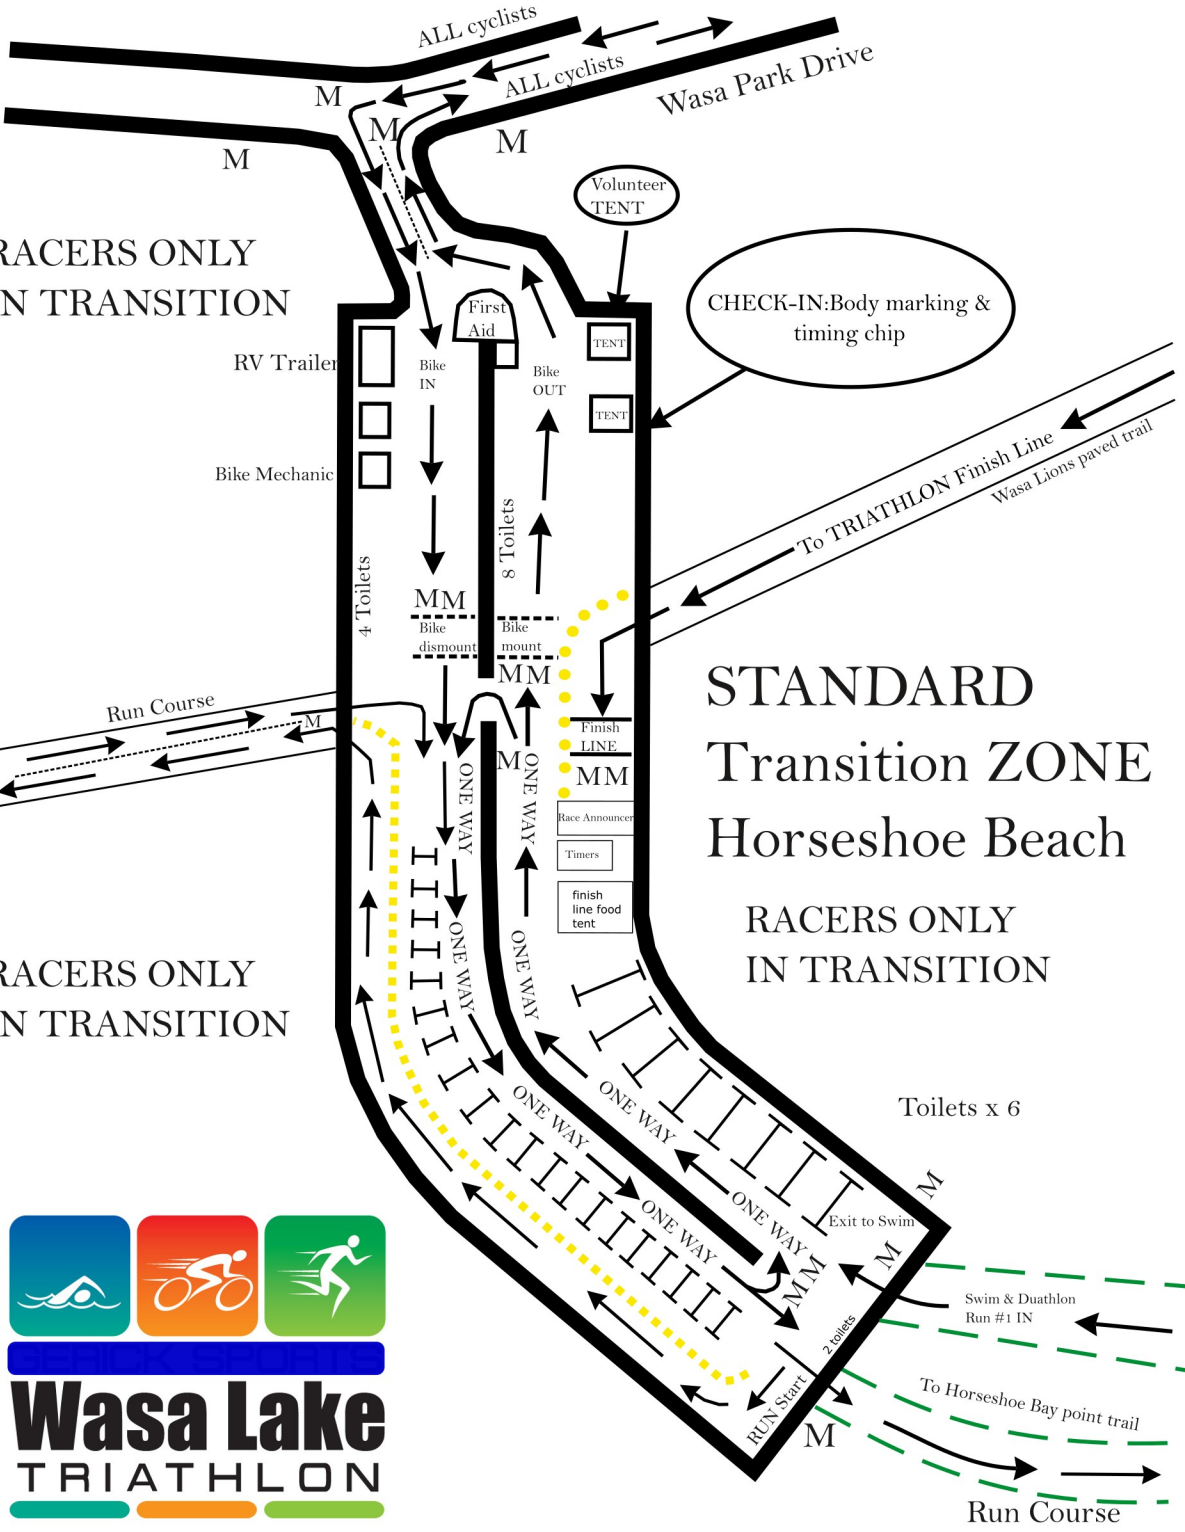 ALL cyclists
ALL cyclists
Wasa Park Drive
M
M
M
M
Volunteer
TENT
RACERS ONLY
IN TRANSITION
CHECK-IN:Body marking &
timing chip
First
Aid
TENT
RV Trailer
Bike
IN
Bike
OUT
TENT
To TRIATHLON Finish Line
Wasa Lions paved trail
Bike Mechanic
8 Toilets
4 Toilets
MM
Bike
dismount
Bike
mount
MM
Run Course
M
Finish
LINE
M
MM
ONE WAY
ONE WAY
STANDARD
Transition ZONE
Horseshoe Beach
Race Announcer
Timers
finish
line food
tent
RACERS ONLY
IN TRANSITION
ONE WAY
ONE WAY
RACERS ONLY
IN TRANSITION
ONE WAY
ONE WAY
Toilets x 6
ONE WAY
ONE WAY
M
Exit to Swim
M
MM
Swim & Duathlon
Run #1 IN
2 toilets
RUN Start
To Horseshoe Bay point trail
M
Run Course
GERICK SPORTS
Wasa Lake
TRIATHLON